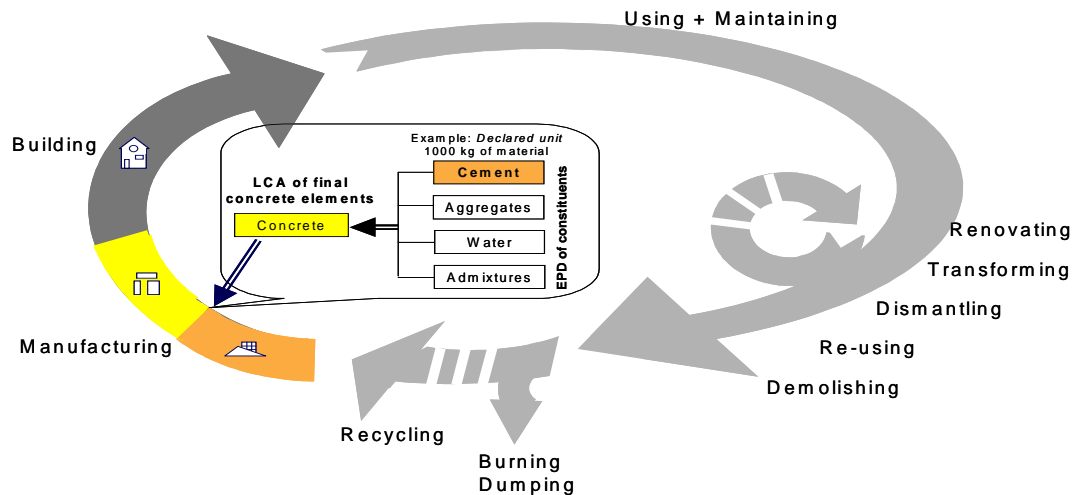 Using + Maintaining
Building
Example: Declared unit
1000 kg of material
Cement
LCA of final
concrete elements
Concrete
Aggregates
Water
Admixtures
EPD of constituents
Renovating
Transforming
Dismantling
Re-using
Demolishing
Manufacturing
Recycling
Burning
Dumping